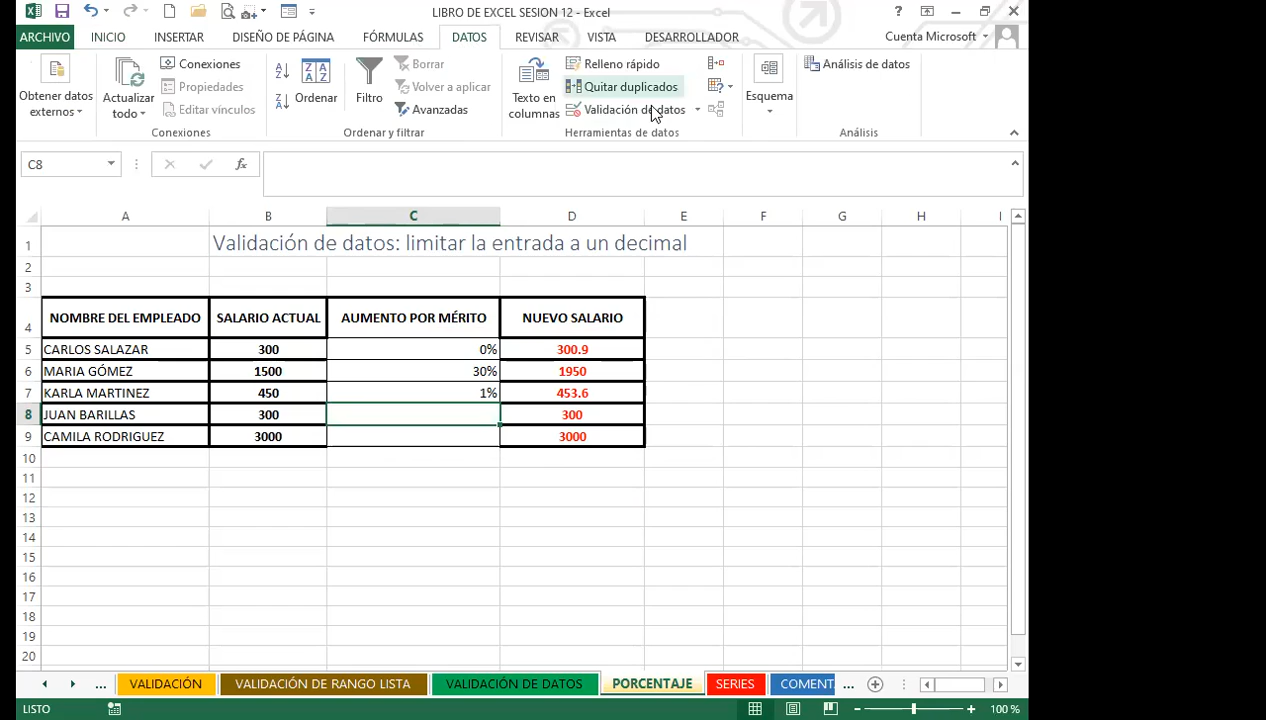 LIBRO DE EXCEL SESION 12 - Excel
ARCHIVO INICIO INSERTAR DISEÑO DE PÁGINA FÓRMULAS DATOS REVISAR VISTA DESARROLLADOR Cuenta Microsoft
Obtener datos externos
Actualizar todo
Conexiones
Propiedades
Editar vínculos
Conexiones
Ordenar
Filtro
Borrar
Volver a aplicar
Avanzadas
Ordenar y filtrar
Texto en columnas
Relleno rápido
Quitar duplicados
Validación de datos
Herramientas de datos
Esquema
Análisis de datos
Análisis
C8
fx
A B C D E F G H I
1 Validación de datos: limitar la entrada a un decimal
2
3
4 NOMBRE DEL EMPLEADO SALARIO ACTUAL AUMENTO POR MÉRITO NUEVO SALARIO
5 CARLOS SALAZAR 300 0% 300.9
6 MARIA GÓMEZ 1500 30% 1950
7 KARLA MARTINEZ 450 1% 453.6
8 JUAN BARILLAS 300 300
9 CAMILA RODRIGUEZ 3000 3000
10
11
12
13
14
15
16
17
18
19
20
... VALIDACIÓN VALIDACIÓN DE RANGO LISTA VALIDACIÓN DE DATOS PORCENTAJE SERIES COMENT ...
LISTO 100 %